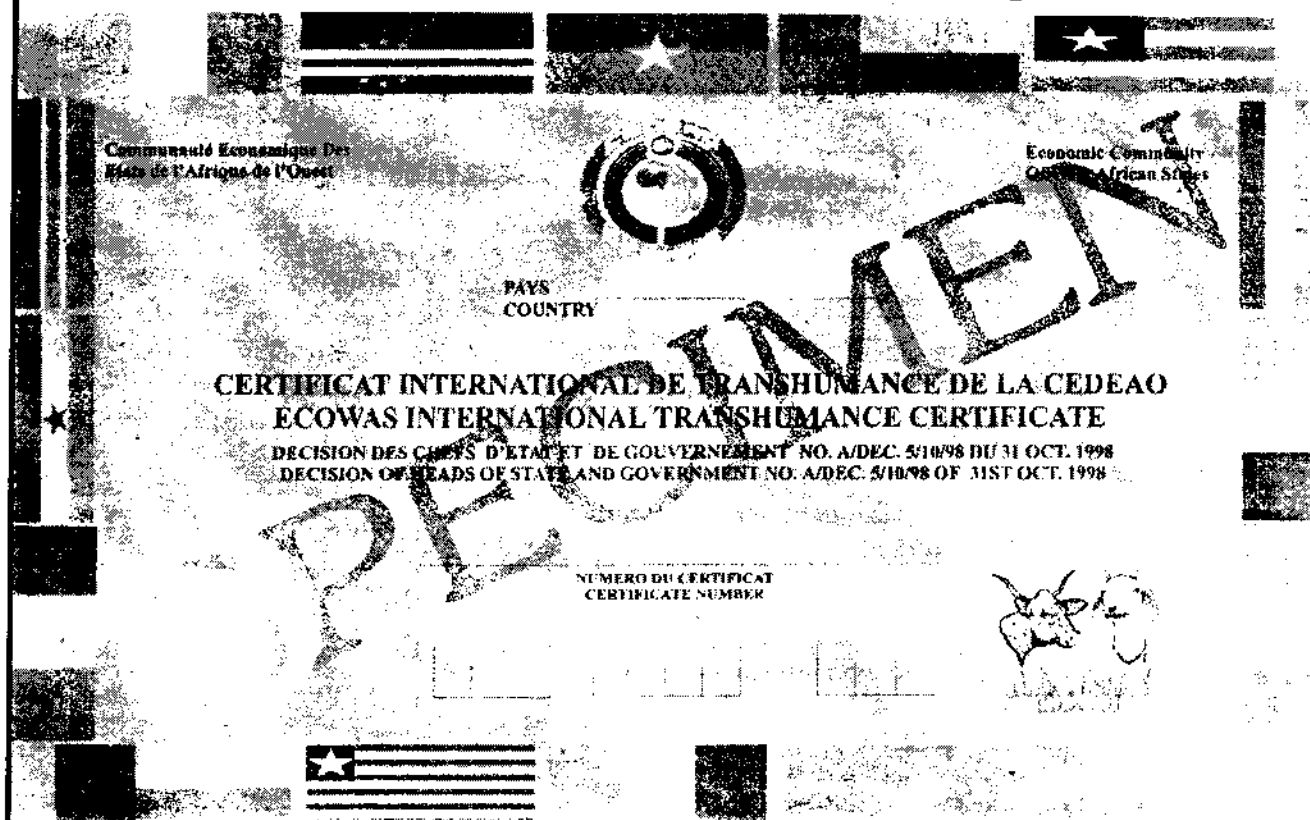 Communauté Economique Des
Etats de l'Afrique de l'Ouest
Economic Community
Of West African States
PAYS
COUNTRY
CERTIFICAT INTERNATIONAL DE TRANSHUMANCE DE LA CEDEAO
ECOWAS INTERNATIONAL TRANSHUMANCE CERTIFICATE
DECISION DES CHEFS D'ETAT ET DE GOUVERNEMENT NO. A/DEC. 5/10/98 DU 31 OCT. 1998
DECISION OF HEADS OF STATE AND GOVERNMENT NO. A/DEC. 5/10/98 OF 31ST OCT. 1998
PECIMEN
NUMERO DU CERTIFICAT
CERTIFICATE NUMBER